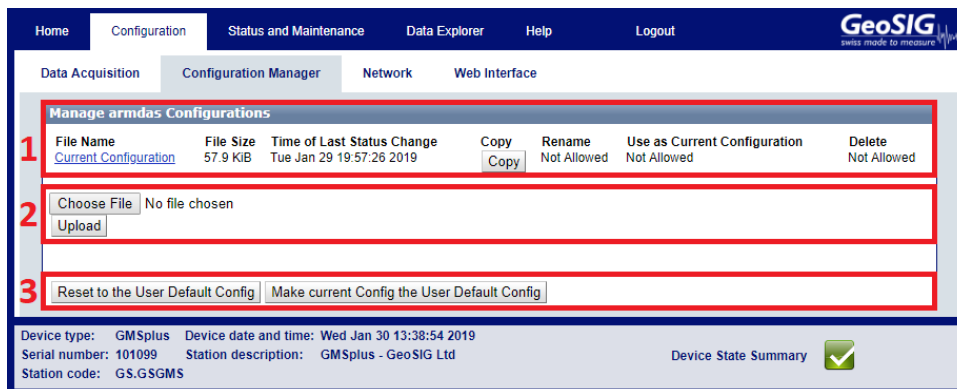 Home Configuration Status and Maintenance Data Explorer Help Logout GeoSIG
swiss made to measure
Data Acquisition Configuration Manager Network Web Interface
Manage armdas Configurations
1 File Name File Size Time of Last Status Change Copy Rename Use as Current Configuration Delete
Current Configuration 57.9 KiB Tue Jan 29 19:57:26 2019 Copy Not Allowed Not Allowed Not Allowed
2 Choose File No file chosen
Upload
3 Reset to the User Default Config Make current Config the User Default Config
Device type: GMSplus Device date and time: Wed Jan 30 13:38:54 2019
Serial number: 101099 Station description: GMSplus - GeoSIG Ltd Device State Summary
Station code: GS.GSGMS